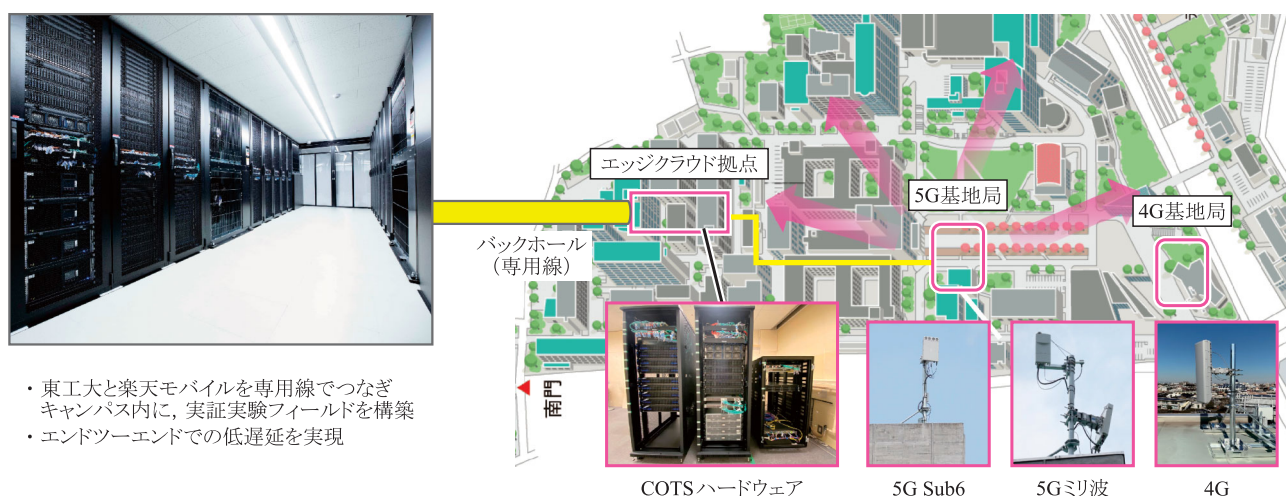 エッジクラウド拠点
5G基地局
4G基地局
バックホール
（専用線）
南門
・東工大と楽天モバイルを専用線でつなぎ
キャンパス内に，実証実験フィールドを構築
・エンドツーエンドでの低遅延を実現
COTSハードウェア
5G Sub6
5Gミリ波
4G